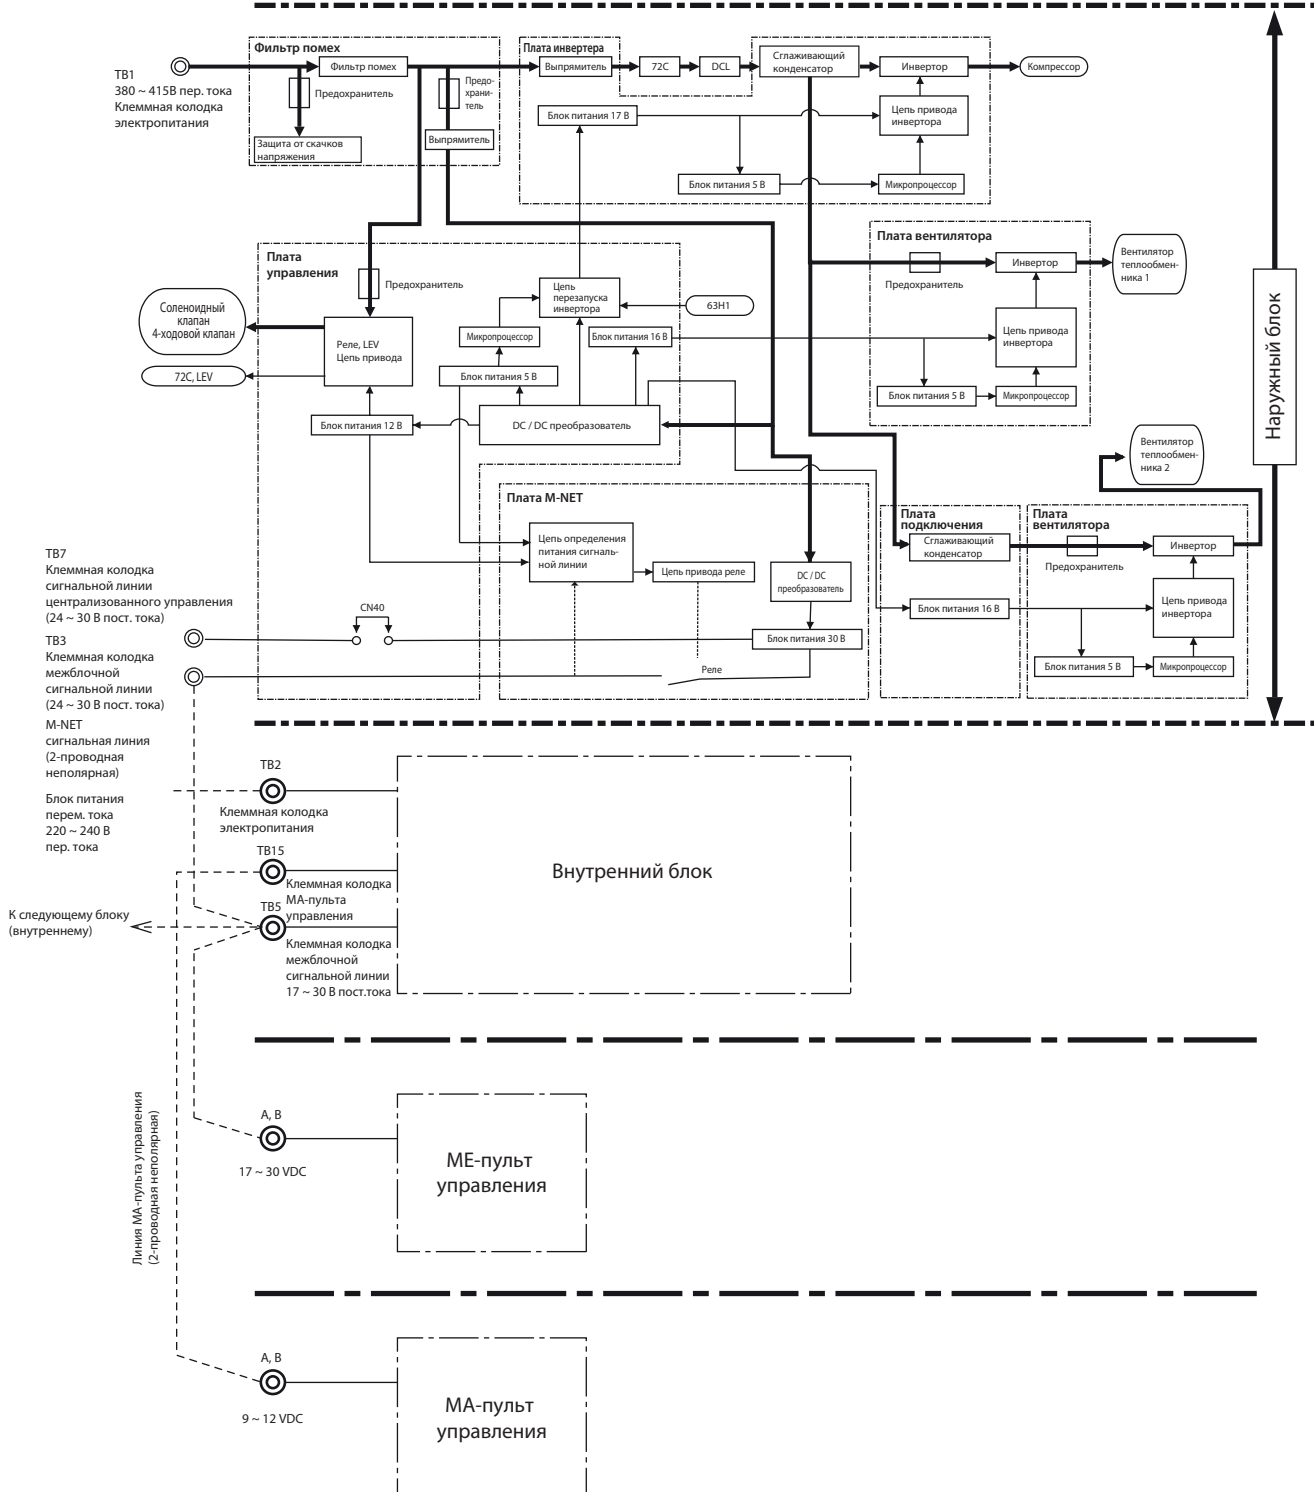 Фильтр помех
Фильтр помех
Предохранитель
Предо-
храни-
тель
Защита от скачков
напряжения
Выпрямитель
TB1
380 ~ 415В пер. тока
Клеммная колодка
электропитания
Плата инвертера
Выпрямитель
72C
DCL
Сглаживающий
конденсатор
Инвертор
Компрессор
Блок питания 17 В
Цепь привода
инвертора
Блок питания 5 В
Микропроцессор
Плата
управления
Предохранитель
Соленоидный
клапан
4-ходовой клапан
72C, LEV
Реле, LEV
Цепь привода
Цепь
перезапуска
инвертора
63H1
Микропроцессор
Блок питания 16 В
Блок питания 5 В
Блок питания 12 В
DC / DC преобразователь
Плата вентилятора
Предохранитель
Инвертор
Вентилятор
теплообмен-
ника 1
Цепь привода
инвертора
Блок питания 5 В
Микропроцессор
Наружный блок
Вентилятор
теплообмен-
ника 2
Плата M-NET
Цепь определения
питания сигналь-
ной линии
Цепь привода реле
DC / DC
преобразователь
Блок питания 30 В
Реле
CN40
Плата
подключения
Сглаживающий
конденсатор
Блок питания 16 В
Плата
вентилятора
Предохранитель
Инвертор
Цепь привода
инвертора
Блок питания 5 В
Микропроцессор
TB7
Клеммная колодка
сигнальной линии
централизованного управления
(24 ~ 30 В пост. тока)
TB3
Клеммная колодка
межблочной
сигнальной линии
(24 ~ 30 В пост. тока)
M-NET
сигнальная линия
(2-проводная
неполярная)
Блок питания
перем. тока
220 ~ 240 В
пер. тока
TB2
Клеммная колодка
электропитания
TB15
Клеммная колодка
МА-пульта
управления
TB5
Клеммная колодка
межблочной
сигнальной линии
17 ~ 30 В пост.тока
Внутренний блок
К следующему блоку
(внутреннему)
Линия МА-пульта управления
(2-проводная неполярная)
A, B
17 ~ 30 VDC
МЕ-пульт
управления
A, B
9 ~ 12 VDC
МА-пульт
управления